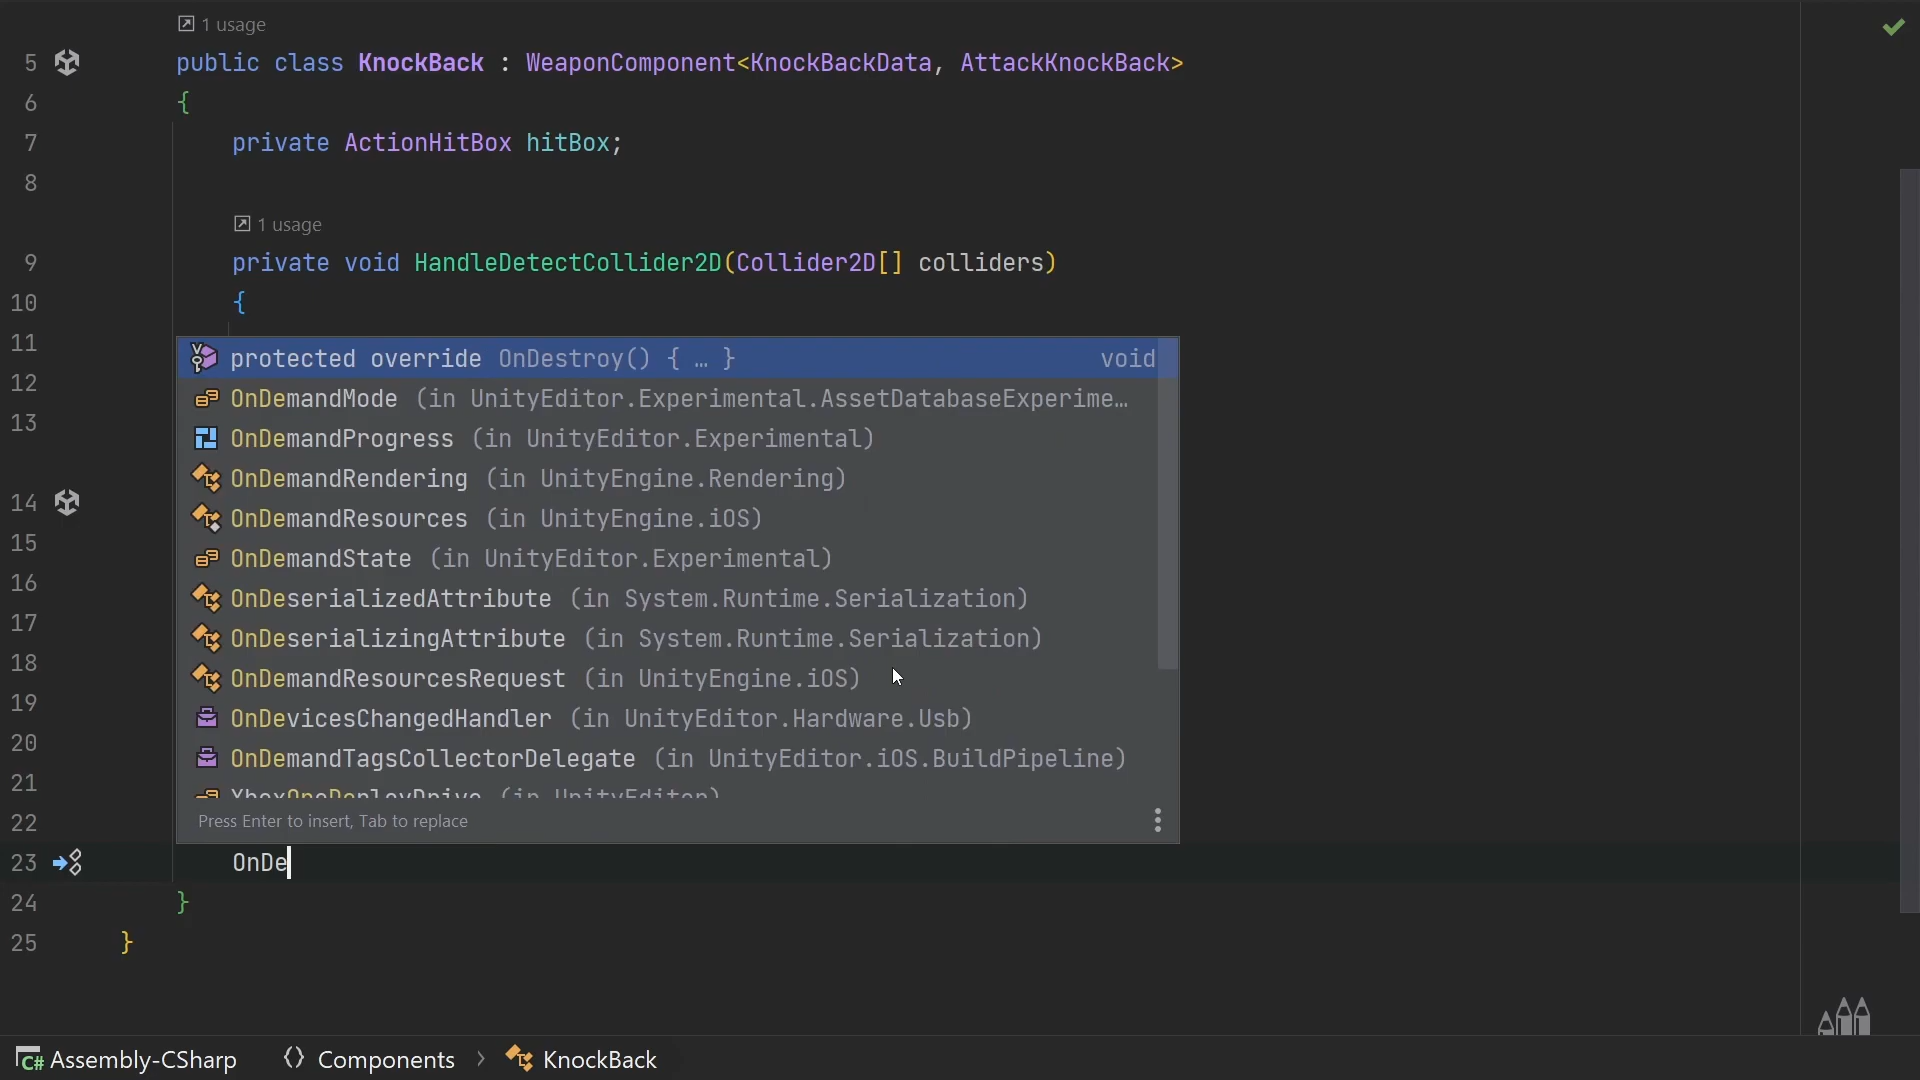 1 usage
5 public class KnockBack : WeaponComponent<KnockBackData, AttackKnockBack>
6 {
7 private ActionHitBox hitBox;
8
1 usage
9 private void HandleDetectCollider2D(Collider2D[] colliders)
10 {
11
protected override OnDestroy() { … } void
12
OnDemandMode (in UnityEditor.Experimental.AssetDatabaseExperime…
13
OnDemandProgress (in UnityEditor.Experimental)
OnDemandRendering (in UnityEngine.Rendering)
14
OnDemandResources (in UnityEngine.iOS)
15
OnDemandState (in UnityEditor.Experimental)
16
OnDeserializedAttribute (in System.Runtime.Serialization)
17
OnDeserializingAttribute (in System.Runtime.Serialization)
18
OnDemandResourcesRequest (in UnityEngine.iOS)
19
OnDevicesChangedHandler (in UnityEditor.Hardware.Usb)
20
OnDemandTagsCollectorDelegate (in UnityEditor.iOS.BuildPipeline)
21
XboxOneDeployDrive (in UnityEditor)
22
Press Enter to insert, Tab to replace
23 OnDe
24 }
25 }
C# Assembly-CSharp Components KnockBack